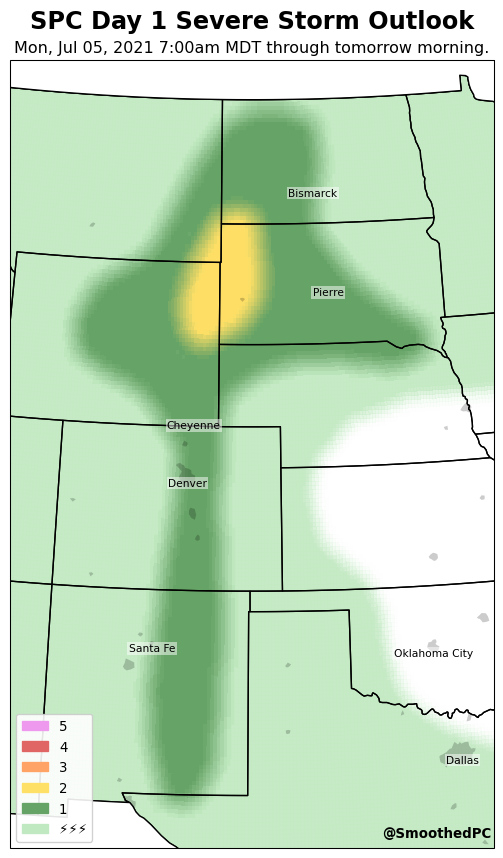 SPC Day 1 Severe Storm Outlook
Mon, Jul 05, 2021 7:00am MDT through tomorrow morning.
Bismarck
Pierre
Cheyenne
Denver
Santa Fe
Oklahoma City
Dallas
5
4
3
2
1
⚡⚡⚡
@SmoothedPC